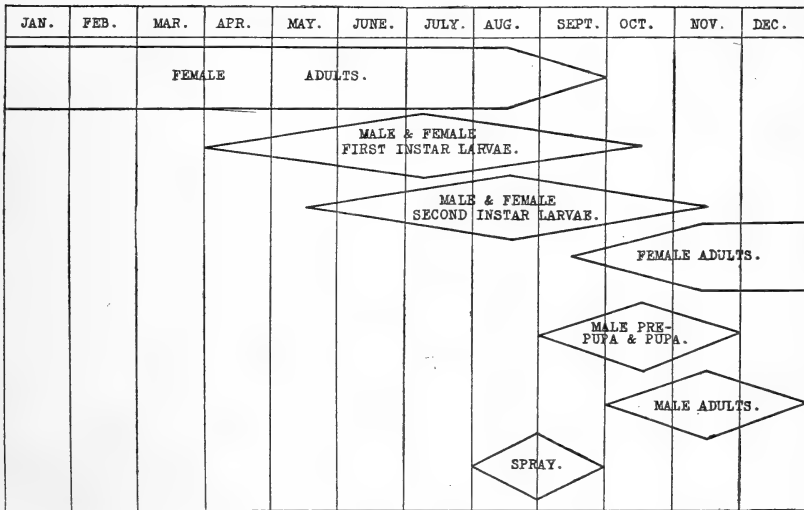 JAN. FEB. MAR. APR. MAY. JUNE. JULY. AUG. SEPT. OCT. NOV. DEC.
FEMALE ADULTS.
MALE & FEMALE
FIRST INSTAR LARVAE.
MALE & FEMALE
SECOND INSTAR LARVAE.
FEMALE ADULTS.
MALE PRE-
PUPA & PUPA.
MALE ADULTS.
SPRAY.